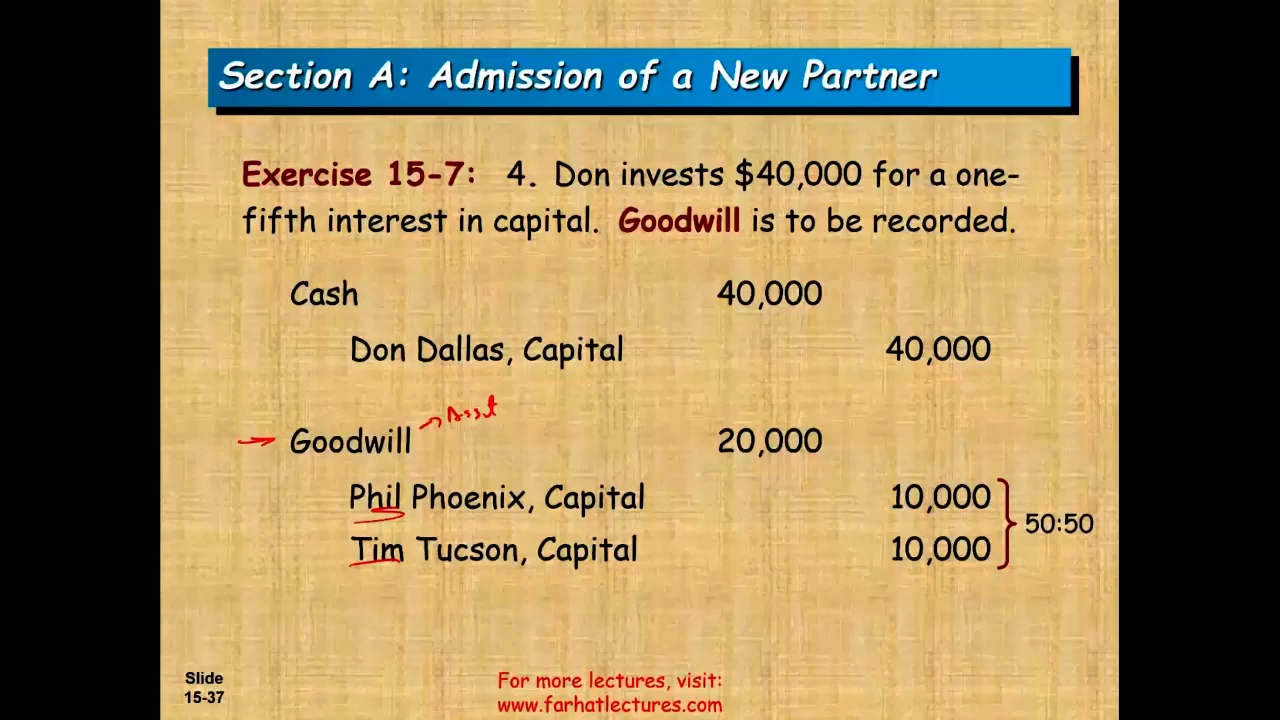 Section A: Admission of a New Partner
Exercise 15-7: 4. Don invests $40,000 for a one-
fifth interest in capital. Goodwill is to be recorded.
Cash 40,000
Don Dallas, Capital 40,000
Asset
Goodwill 20,000
Phil Phoenix, Capital 10,000
50:50
Tim Tucson, Capital 10,000
Slide
15-37
For more lectures, visit:
www.farhatlectures.com